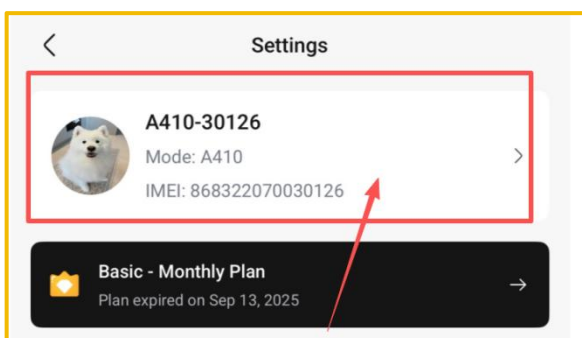 Settings
A410-30126
Mode: A410
IMEI: 868322070030126
Basic - Monthly Plan
Plan expired on Sep 13, 2025